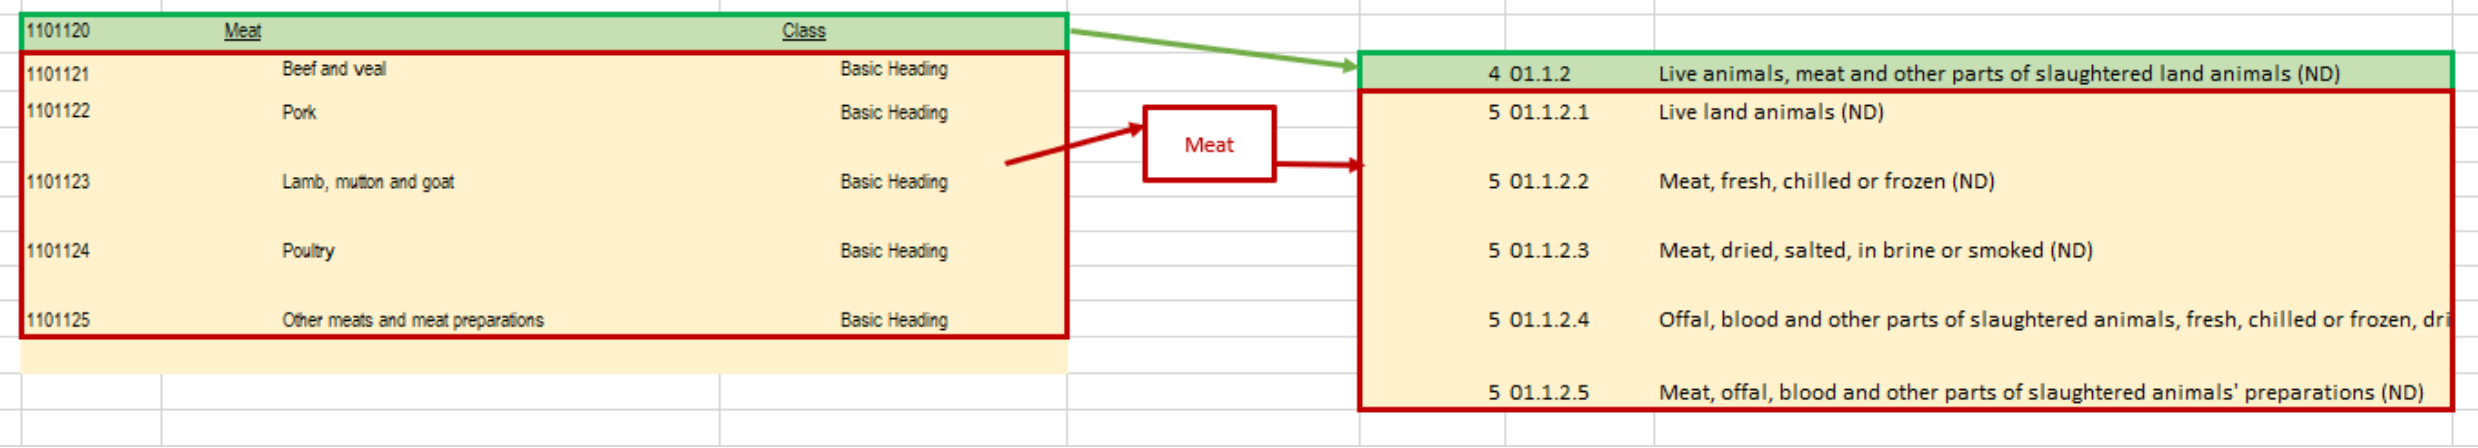 1101120 Meat Class
1101121 Beef and veal Basic Heading
1101122 Pork Basic Heading
1101123 Lamb, mutton and goat Basic Heading
1101124 Poultry Basic Heading
1101125 Other meats and meat preparations Basic Heading
Meat
4 01.1.2 Live animals, meat and other parts of slaughtered land animals (ND)
5 01.1.2.1 Live land animals (ND)
5 01.1.2.2 Meat, fresh, chilled or frozen (ND)
5 01.1.2.3 Meat, dried, salted, in brine or smoked (ND)
5 01.1.2.4 Offal, blood and other parts of slaughtered animals, fresh, chilled or frozen, dri
5 01.1.2.5 Meat, offal, blood and other parts of slaughtered animals' preparations (ND)